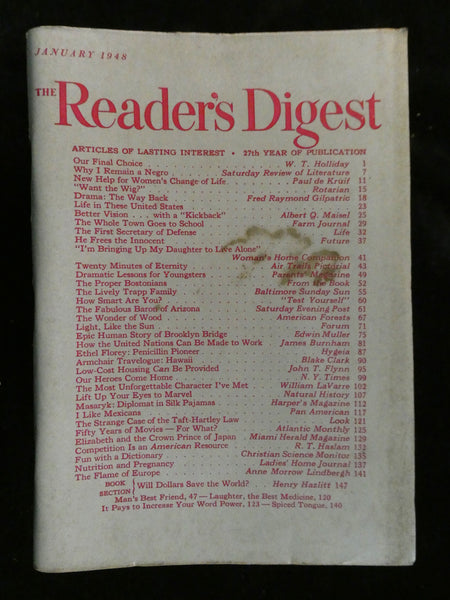 JANUARY 1948
THE Reader's Digest
ARTICLES OF LASTING INTEREST • 27th YEAR OF PUBLICATION
Our Final Choice . . . . . . . . . . W. T. Holliday 1
Why I Remain a Negro . . . . Saturday Review of Literature 7
New Help for Women's Change of Life . . . . Paul de Kruif 11
"Want the Wig?" . . . . . . . . . . Rotarian 15
Drama: The Way Back . . . . . . Fred Raymond Gilpatric 18
Life in These United States . . . . . . . . . . 23
Better Vision . . . with a "Kickback" . . . . Albert Q. Maisel 25
The Whole Town Goes to School . . . . . . Farm Journal 29
The First Secretary of Defense . . . . . . . . Life 32
He Frees the Innocent . . . . . . . . . . Future 37
"I'm Bringing Up My Daughter to Live Alone"
Woman's Home Companion 41
Twenty Minutes of Eternity . . . . . . Air Trails Pictorial 43
Dramatic Lessons for Youngsters . . . . Parents' Magazine 49
The Proper Bostonians . . . . . . . . From the Book 52
The Lively Trapp Family . . . . . . Baltimore Sunday Sun 55
How Smart Are You? . . . . . . . . "Test Yourself" 60
The Fabulous Baron of Arizona . . . . Saturday Evening Post 61
The Wonder of Wood . . . . . . . . American Forests 67
Light, Like the Sun . . . . . . . . . . Forum 71
Epic Human Story of Brooklyn Bridge . . . . Edwin Muller 75
How the United Nations Can Be Made to Work . . James Burnham 81
Ethel Florey: Penicillin Pioneer . . . . . . . . Hygeia 87
Armchair Travelogue: Hawaii . . . . . . . . Blake Clark 90
Low-Cost Housing Can Be Provided . . . . John T. Flynn 95
Our Heroes Come Home . . . . . . . . N. Y. Times 99
The Most Unforgettable Character I've Met . . William LaVarre 102
Lift Up Your Eyes to Marvel . . . . . . Natural History 107
Masaryk: Diplomat in Silk Pajamas . . . . Harper's Magazine 112
I Like Mexicans . . . . . . . . . . Pan American 117
The Strange Case of the Taft-Hartley Law . . . . Look 121
Fifty Years of Movies — For What? . . . . Atlantic Monthly 125
Elizabeth and the Crown Prince of Japan . . Miami Herald Magazine 129
Competition Is an American Resource . . . . R. T. Haslam 132
Fun with a Dictionary . . . . . . Christian Science Monitor 135
Nutrition and Pregnancy . . . . . . Ladies' Home Journal 137
The Flame of Europe . . . . . . Anne Morrow Lindbergh 141
BOOK SECTION { Will Dollars Save the World? . . Henry Hazlitt 147
Man's Best Friend, 47 — Laughter, the Best Medicine, 120
It Pays to Increase Your Word Power, 123 — Spiced Tongue, 140